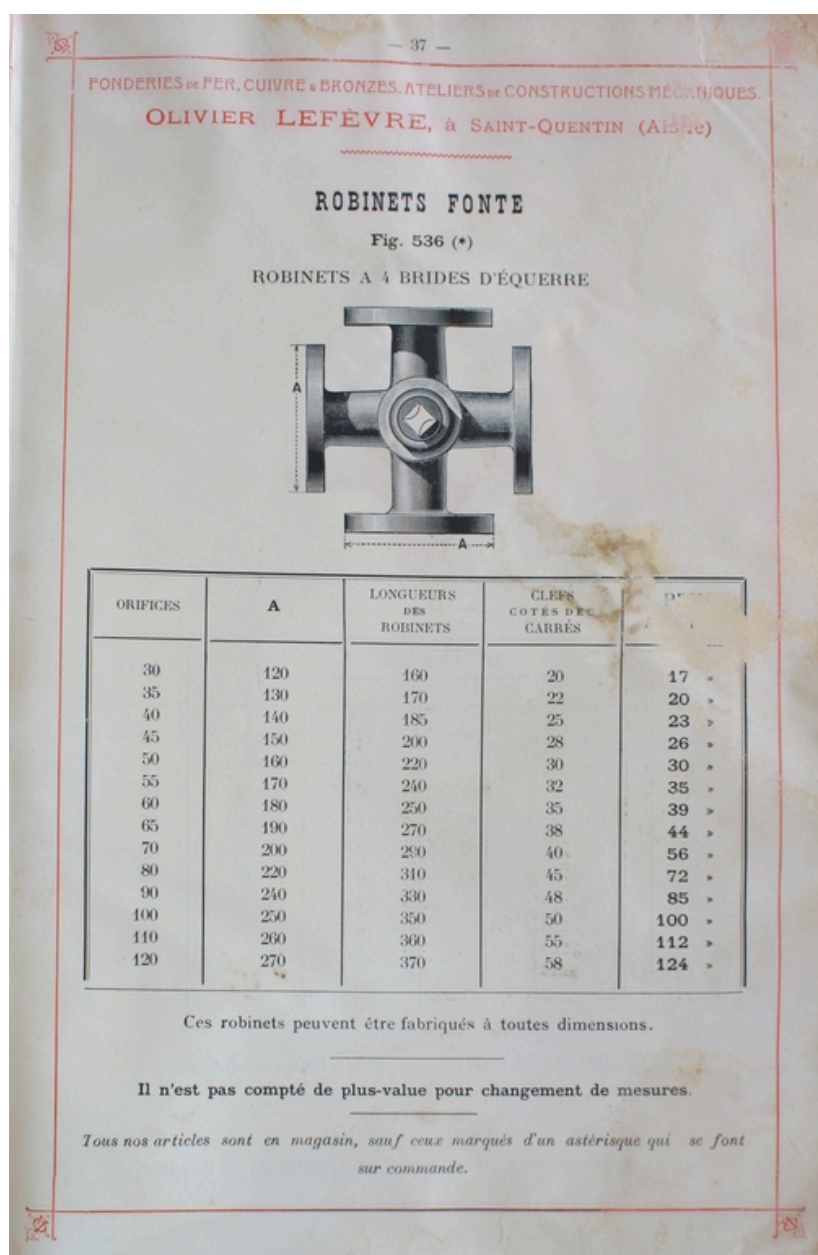 — 37 —
FONDERIES DE FER, CUIVRE & BRONZES. ATELIERS DE CONSTRUCTIONS MÉCANIQUES.
OLIVIER LEFÈVRE, à SAINT-QUENTIN (Aisne)
ROBINETS FONTE
Fig. 536 (*)
ROBINETS A 4 BRIDES D'ÉQUERRE
A
A
ORIFICES A LONGUEURS DES ROBINETS CLEFS COTÉS DES CARRÉS
30 120 160 20 17 »
35 130 170 22 20 »
40 140 185 25 23 »
45 150 200 28 26 »
50 160 220 30 30 »
55 170 240 32 35 »
60 180 250 35 39 »
65 190 270 38 44 »
70 200 290 40 56 »
80 220 310 45 72 »
90 240 330 48 85 »
100 250 350 50 100 »
110 260 360 55 112 »
120 270 370 58 124 »
Ces robinets peuvent être fabriqués à toutes dimensions.
Il n'est pas compté de plus-value pour changement de mesures.
Tous nos articles sont en magasin, sauf ceux marqués d'un astérisque qui se font
sur commande.